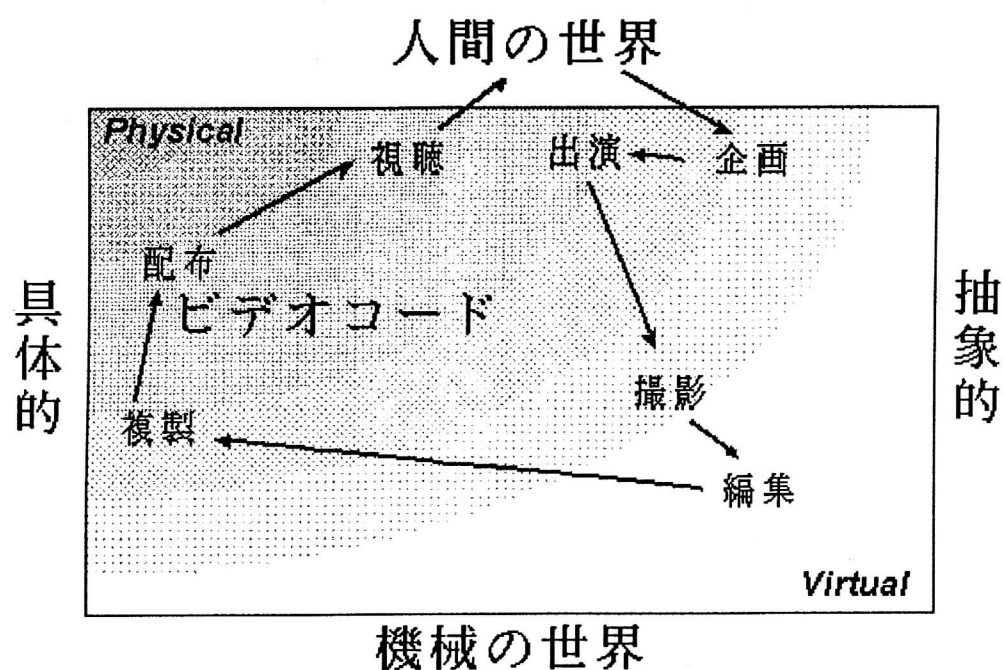 人間の世界
Physical
視聴
出演
企画
配布
ビデオコード
具体的
抽象的
撮影
複製
編集
Virtual
機械の世界